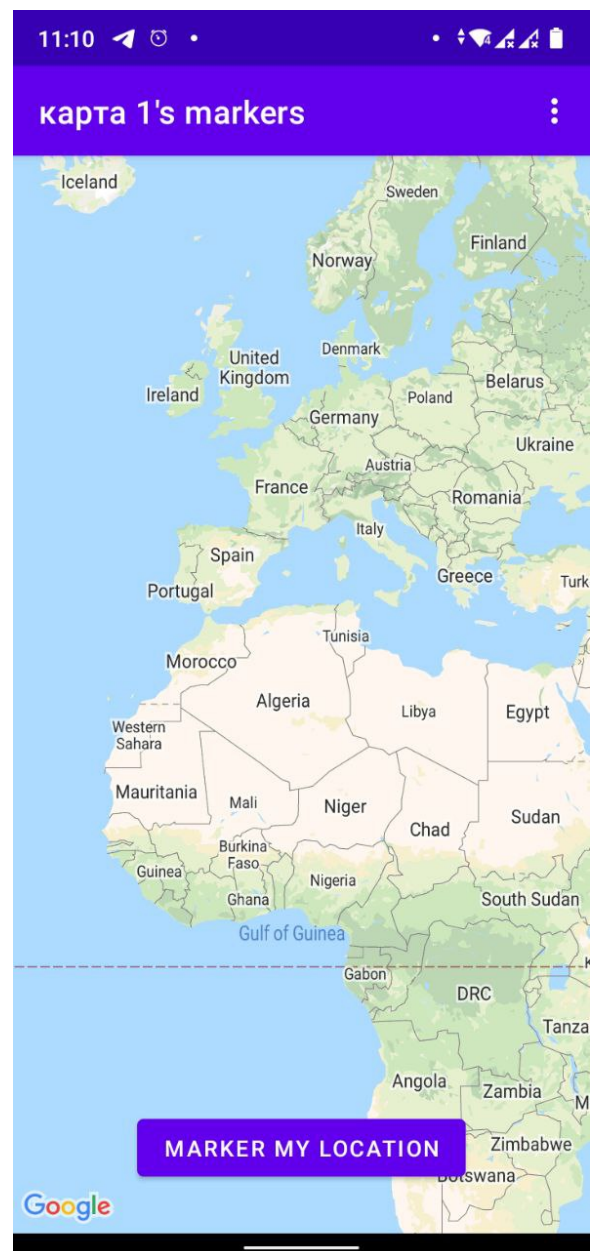 11:10
4
карта 1's markers
Iceland
Sweden
Finland
Norway
Denmark
United
Kingdom
Ireland
Belarus
Poland
Germany
Ukraine
Austria
France
Romania
Italy
Spain
Greece
Turk
Portugal
Tunisia
Morocco
Algeria
Libya
Egypt
Western
Sahara
Mauritania
Mali
Niger
Chad
Sudan
Burkina
Faso
Guinea
Nigeria
Ghana
South Sudan
Gulf of Guinea
K
Gabon
DRC
Tanza
Angola
Zambia
M
MARKER MY LOCATION
Zimbabwe
Botswana
Google